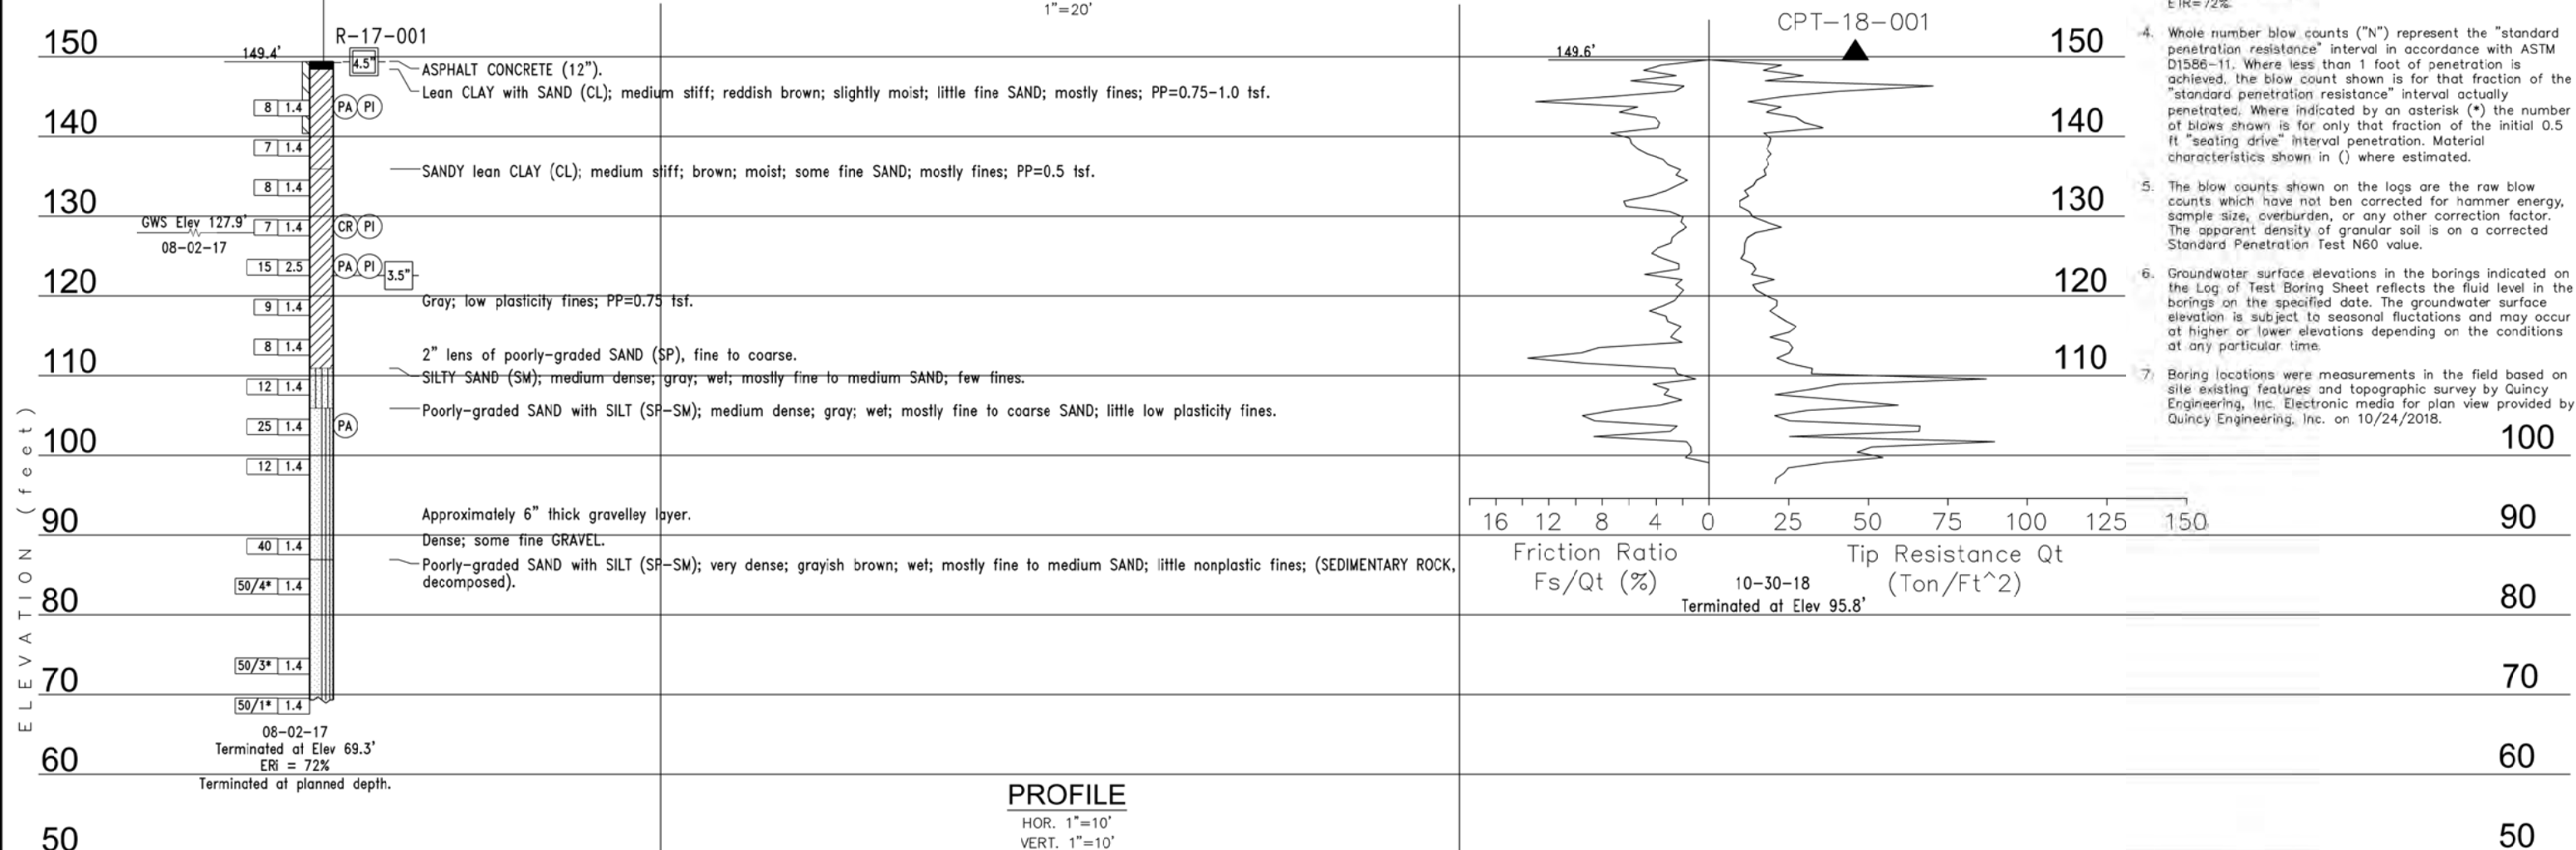 1"=20'
ETR=72%
R-17-001
CPT-18-001
150
149.4'
4.5"
149.6'
150
ASPHALT CONCRETE (12").
Lean CLAY with SAND (CL); medium stiff; reddish brown; slightly moist; little fine SAND; mostly fines; PP=0.75-1.0 tsf.
8 1.4 PA PI
140
140
7 1.4
SANDY lean CLAY (CL); medium stiff; brown; moist; some fine SAND; mostly fines; PP=0.5 tsf.
8 1.4
130
130
GWS Elev 127.9'
7 1.4 CR PI
08-02-17
15 2.5 PA PI 3.5"
120
120
9 1.4
Gray; low plasticity fines; PP=0.75 tsf.
8 1.4
2" lens of poorly-graded SAND (SP), fine to coarse.
110
110
SILTY SAND (SM); medium dense; gray; wet; mostly fine to medium SAND; few fines.
12 1.4
Poorly-graded SAND with SILT (SP-SM); medium dense; gray; wet; mostly fine to coarse SAND; little low plasticity fines.
25 1.4 PA
100
100
12 1.4
Approximately 6" thick gravelley layer.
90
90
Dense; some fine GRAVEL.
40 1.4
Poorly-graded SAND with SILT (SP-SM); very dense; grayish brown; wet; mostly fine to medium SAND; little nonplastic fines; (SEDIMENTARY ROCK,
decomposed).
50/4* 1.4
80
80
50/3* 1.4
70
70
50/1* 1.4
08-02-17
Terminated at Elev 69.3'
ERi = 72%
Terminated at planned depth.
60
60
50
50
ELEVATION (feet)
16 12 8 4 0 25 50 75 100 125 150
Friction Ratio
Fs/Qt (%)
Tip Resistance Qt
(Ton/Ft^2)
10-30-18
Terminated at Elev 95.8'
PROFILE
HOR. 1"=10'
VERT. 1"=10'
4. Whole number blow counts ("N") represent the "standard
penetration resistance" interval in accordance with ASTM
D1586-11. Where less than 1 foot of penetration is
achieved, the blow count shown is for that fraction of the
"standard penetration resistance" interval actually
penetrated. Where indicated by an asterisk (*) the number
of blows shown is for only that fraction of the initial 0.5
ft "seating drive" interval penetration. Material
characteristics shown in () where estimated.
5. The blow counts shown on the logs are the raw blow
counts which have not ben corrected for hammer energy,
sample size, overburden, or any other correction factor.
The apparent density of granular soil is on a corrected
Standard Penetration Test N60 value.
6. Groundwater surface elevations in the borings indicated on
the Log of Test Boring Sheet reflects the fluid level in the
borings on the specified date. The groundwater surface
elevation is subject to seasonal fluctations and may occur
at higher or lower elevations depending on the conditions
at any particular time.
7. Boring locations were measurements in the field based on
site existing features and topographic survey by Quincy
Engineering, Inc. Electronic media for plan view provided by
Quincy Engineering, Inc. on 10/24/2018.